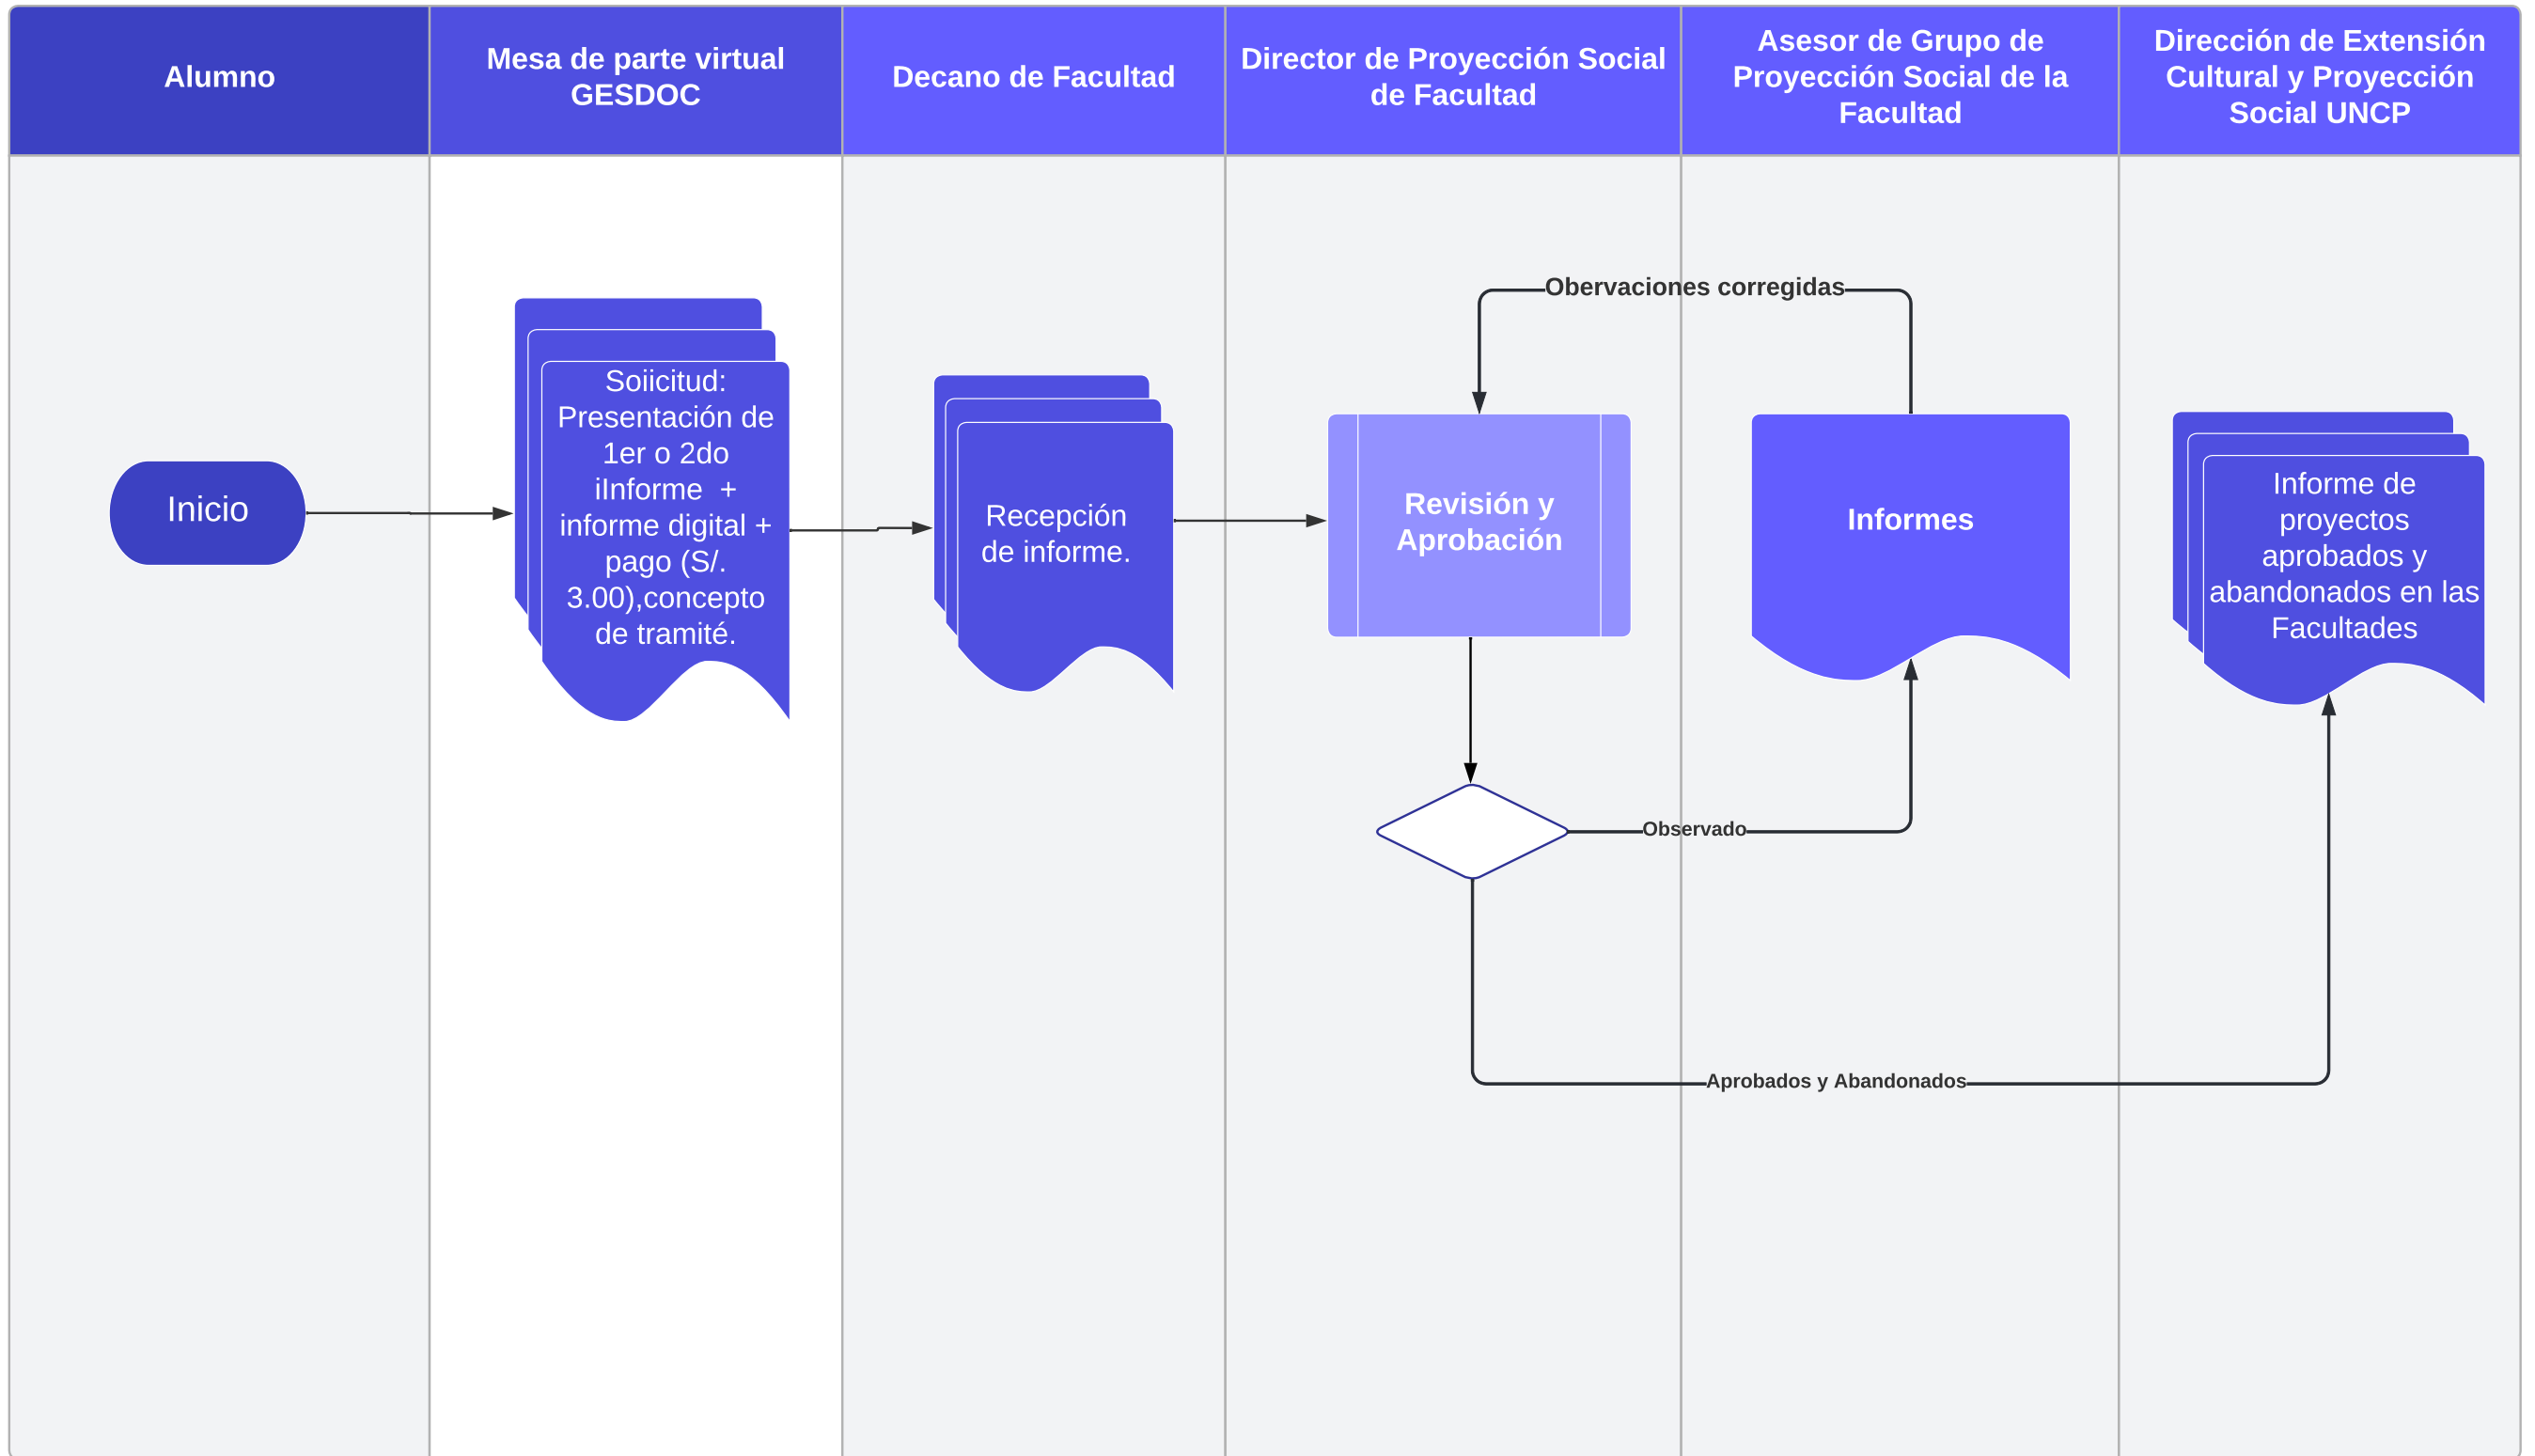 Alumno
Mesa de parte virtual
GESDOC
Decano de Facultad
Director de Proyección Social
de Facultad
Asesor de Grupo de
Proyección Social de la
Facultad
Dirección de Extensión
Cultural y Proyección
Social UNCP
Inicio
Soiicitud:
Presentación de
1er o 2do
iInforme  +
informe digital +
pago (S/.
3.00),concepto
de tramité.
Recepción
de informe.
Obervaciones corregidas
Revisión y
Aprobación
Informes
Informe de
proyectos
aprobados y
abandonados en las
Facultades
Observado
Aprobados y Abandonados